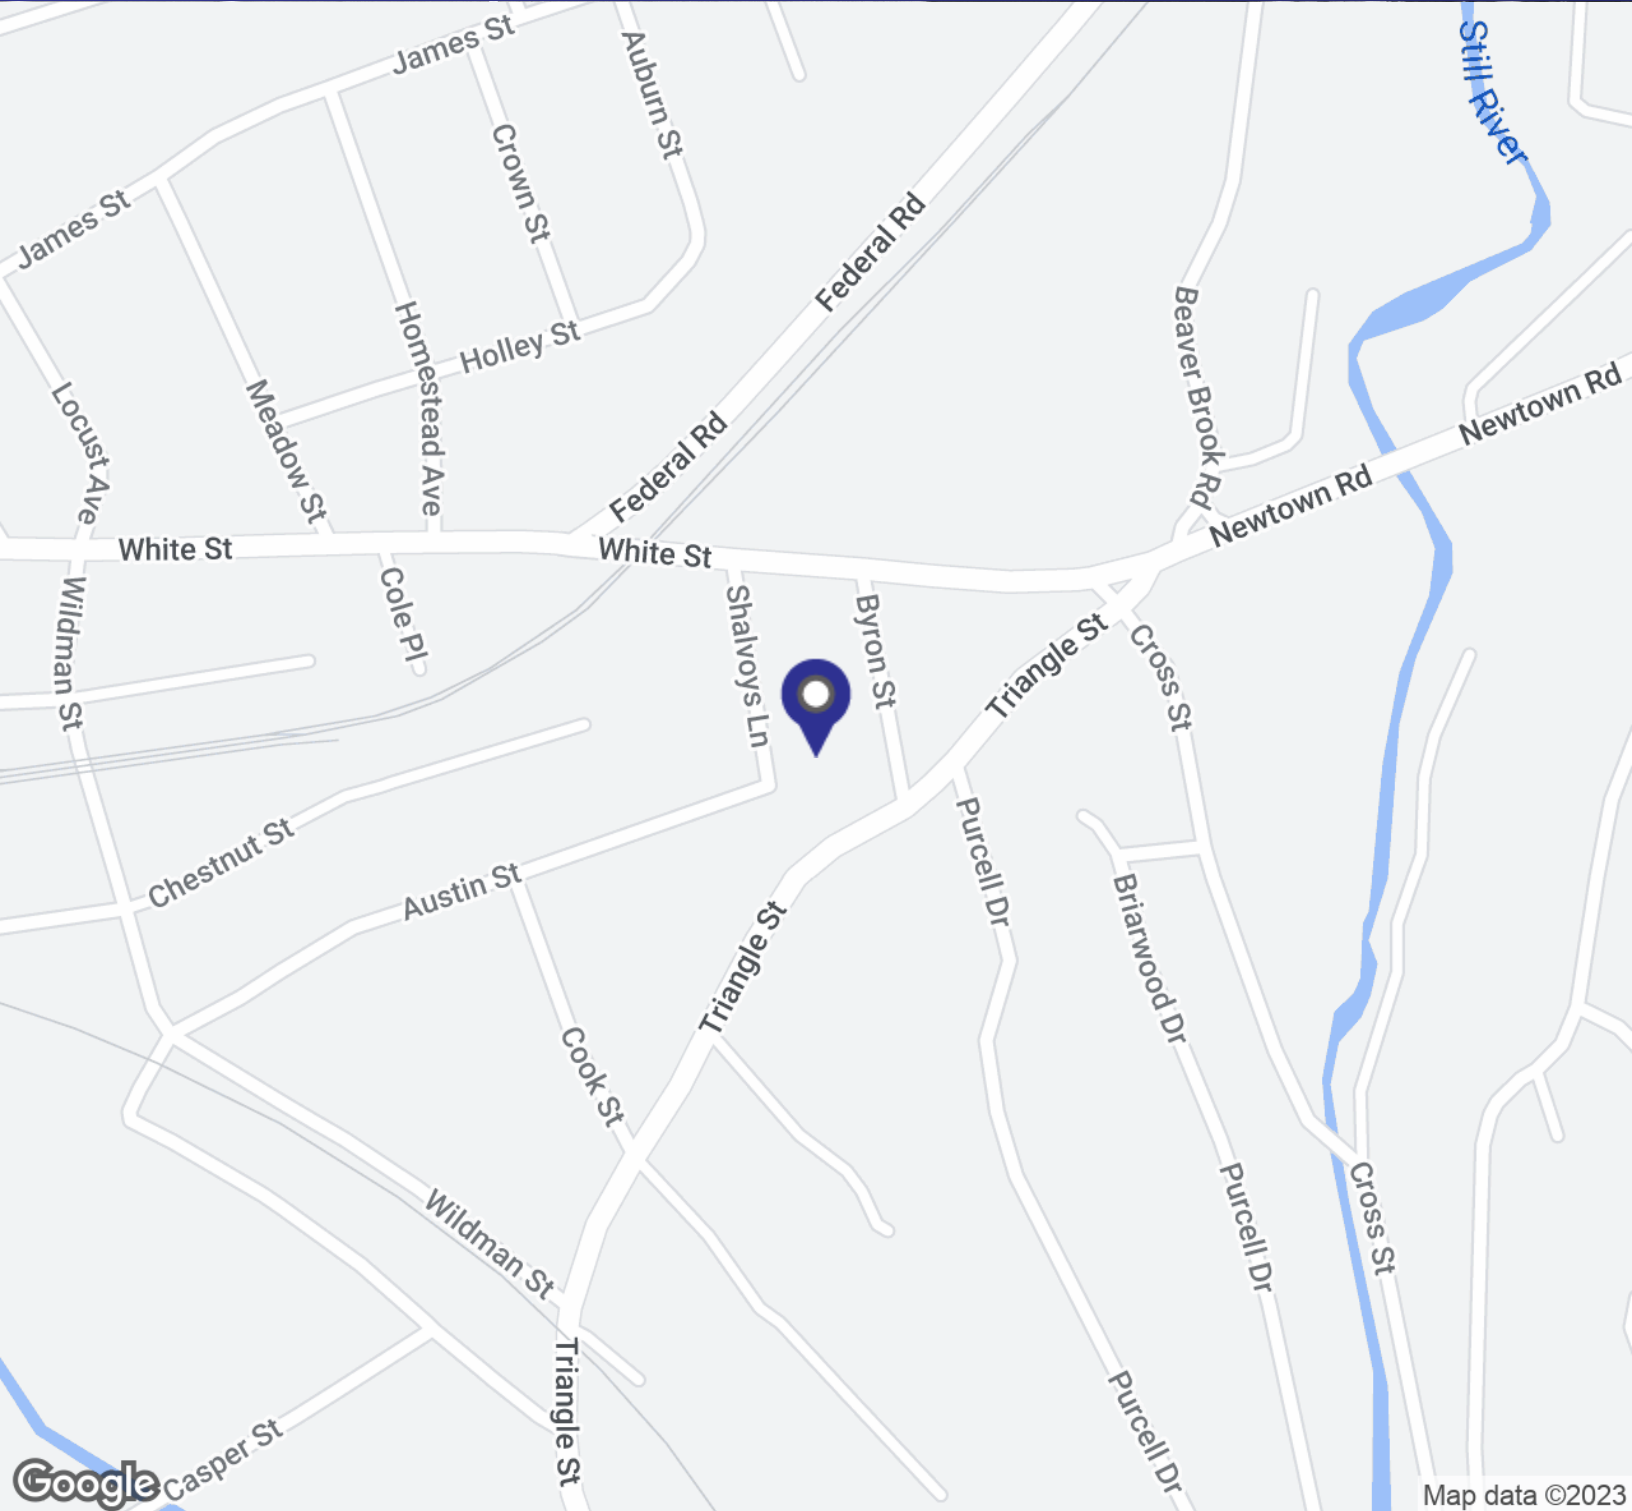 James St
Auburn St
Still River
Crown St
James St
Federal Rd
Homestead Ave
Holley St
Beaver Brook Rd
Locust Ave
Meadow St
Federal Rd
Newtown Rd
Newtown Rd
White St
White St
Wildman St
Cole Pl
Shalvoys Ln
Byron St
Triangle St
Cross St
Chestnut St
Austin St
Purcell Dr
Briarwood Dr
Triangle St
Cook St
Wildman St
Purcell Dr
Cross St
Triangle St
Purcell Dr
Casper St
Google
Map data ©2023